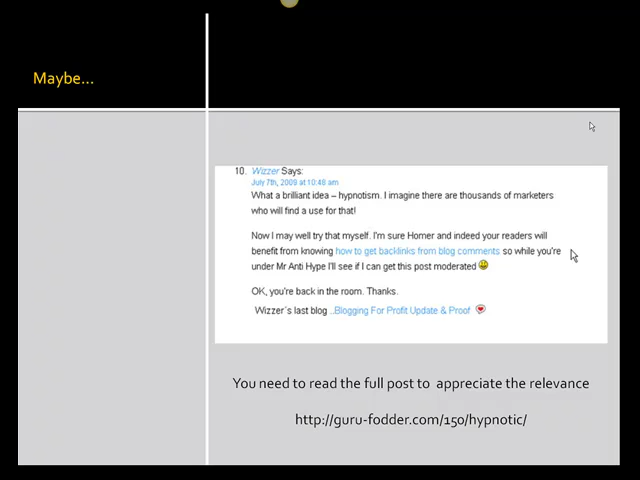 Maybe...
10. Wizzer Says:
July 7th, 2009 at 10:48 am
What a brilliant idea – hypnotism. I imagine there are thousands of marketers
who will find a use for that!
Now I may well try that myself. I'm sure Homer and indeed your readers will
benefit from knowing how to get backlinks from blog comments so while you're
under Mr Anti Hype I'll see if I can get this post moderated
OK, you're back in the room. Thanks.
Wizzer´s last blog ..Blogging For Profit Update & Proof
You need to read the full post to appreciate the relevance
http://guru-fodder.com/150/hypnotic/